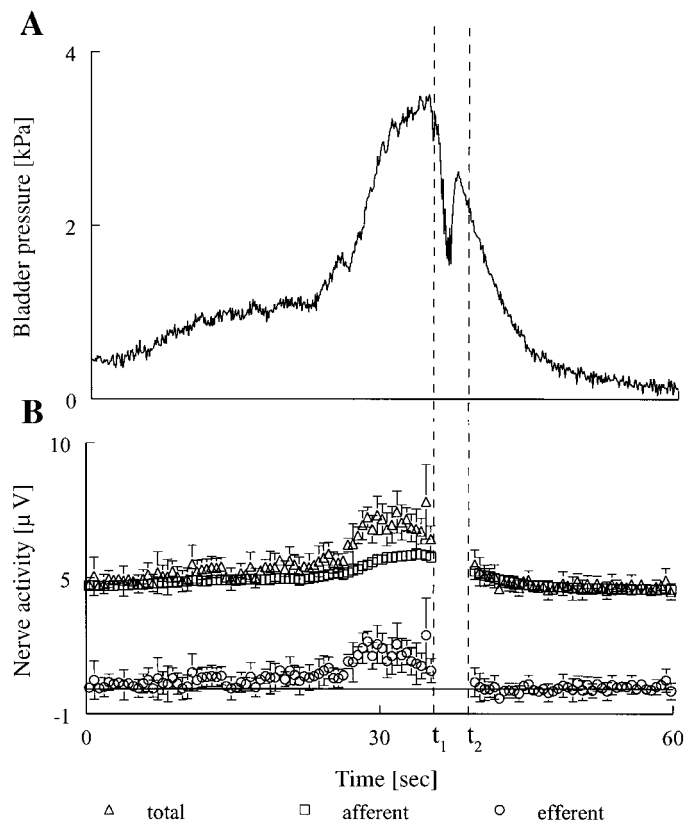 A
4
2
0
Bladder pressure [kPa]
B
10
5
-1
Nerve activity [μ V]
0
30
t1
t2
60
Time [sec]
total
afferent
efferent